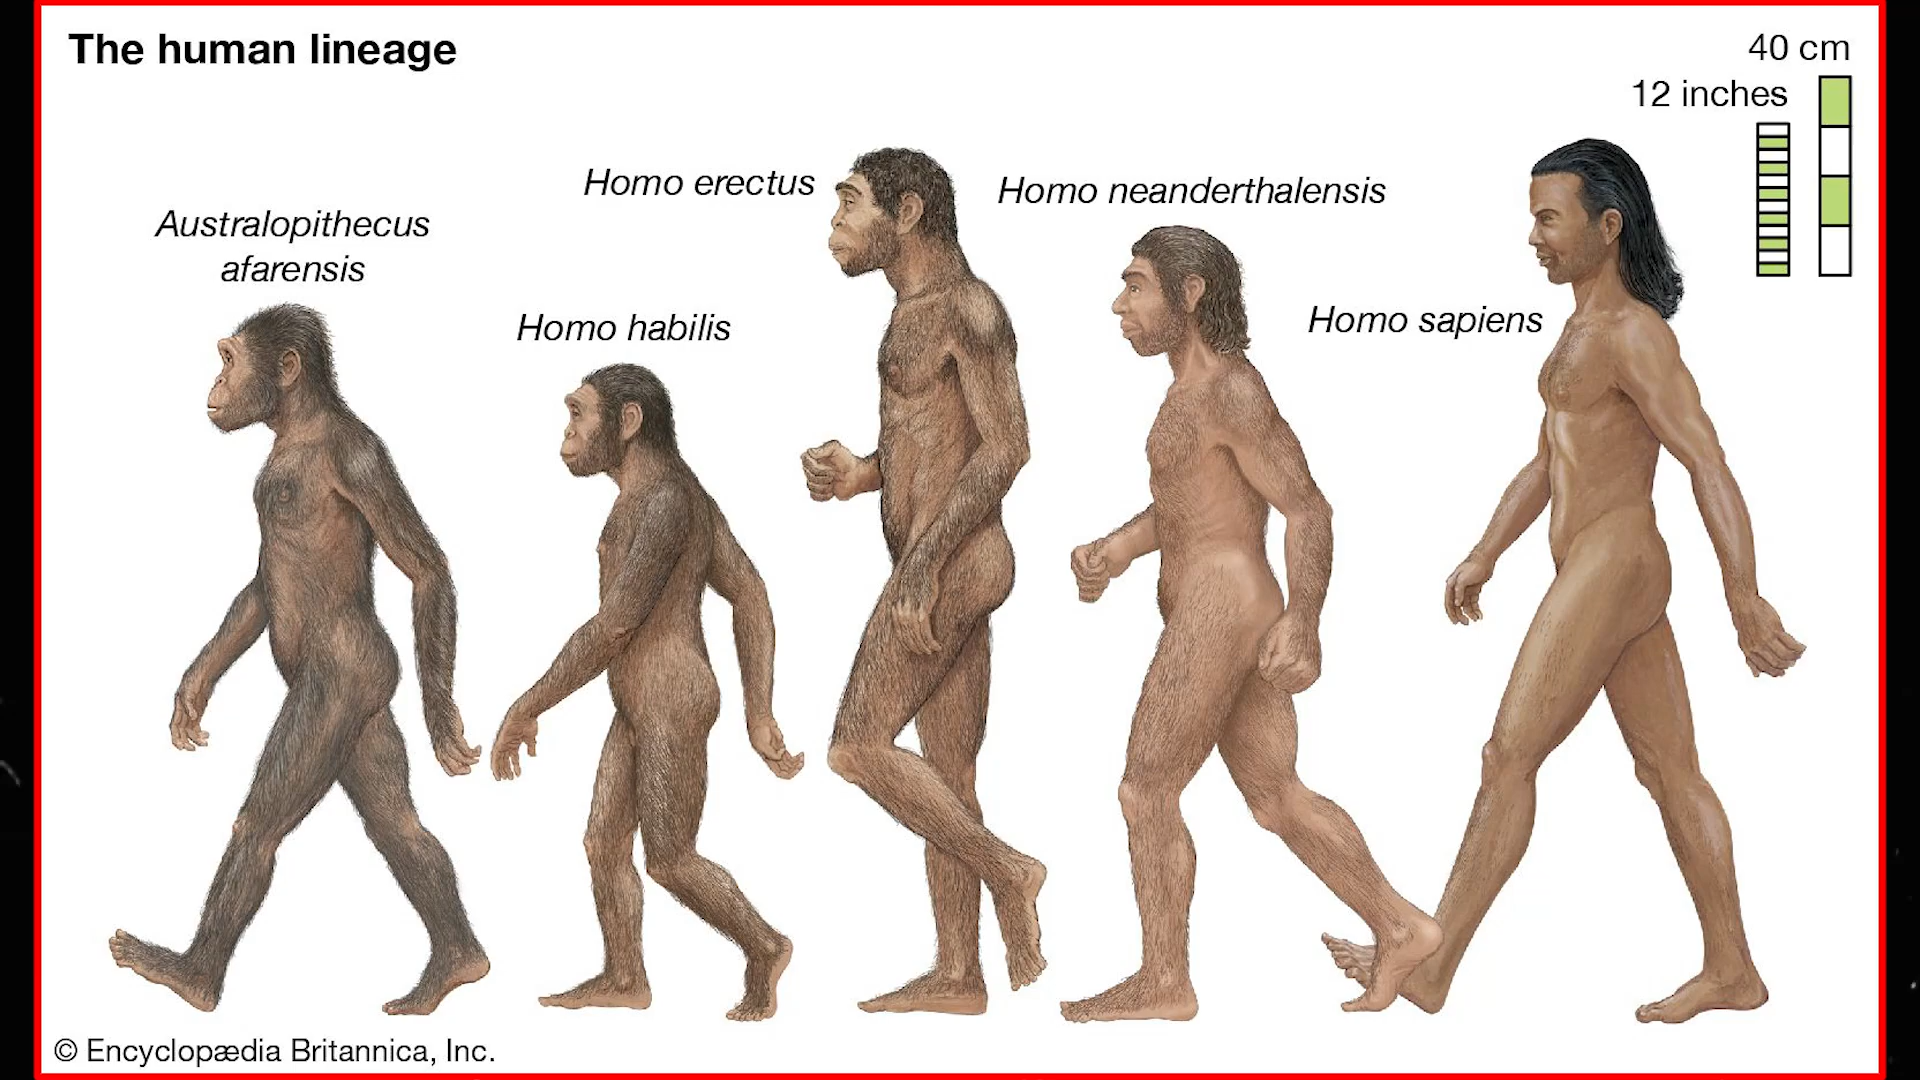 The human lineage
40 cm
12 inches
Homo erectus
Homo neanderthalensis
Australopithecus
afarensis
Homo habilis
Homo sapiens
© Encyclopædia Britannica, Inc.